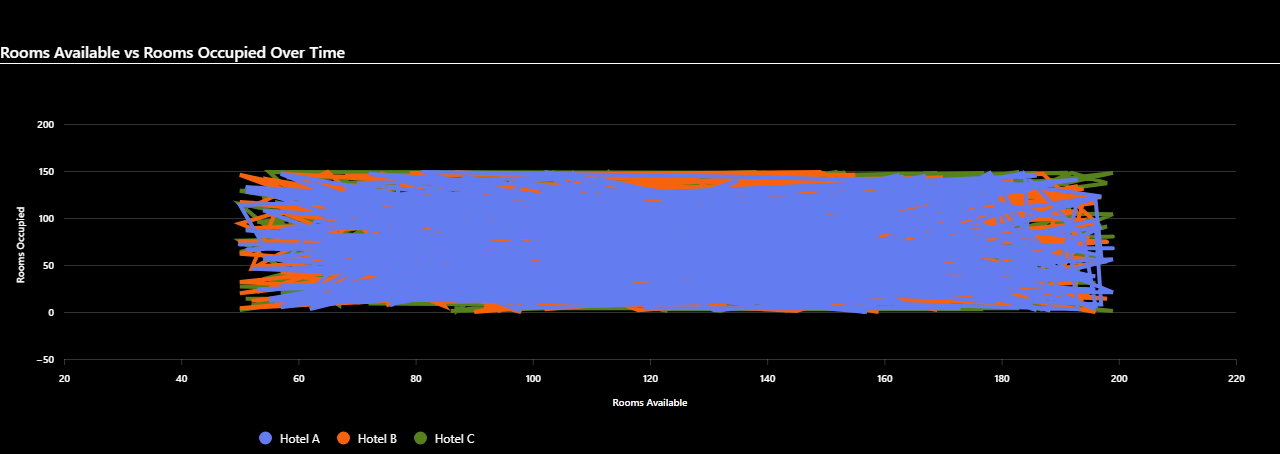 Rooms Available vs Rooms Occupied Over Time
200
150
100
50
0
−50
Rooms Occupied
20 40 60 80 100 120 140 160 180 200 220
Rooms Available
Hotel A Hotel B Hotel C